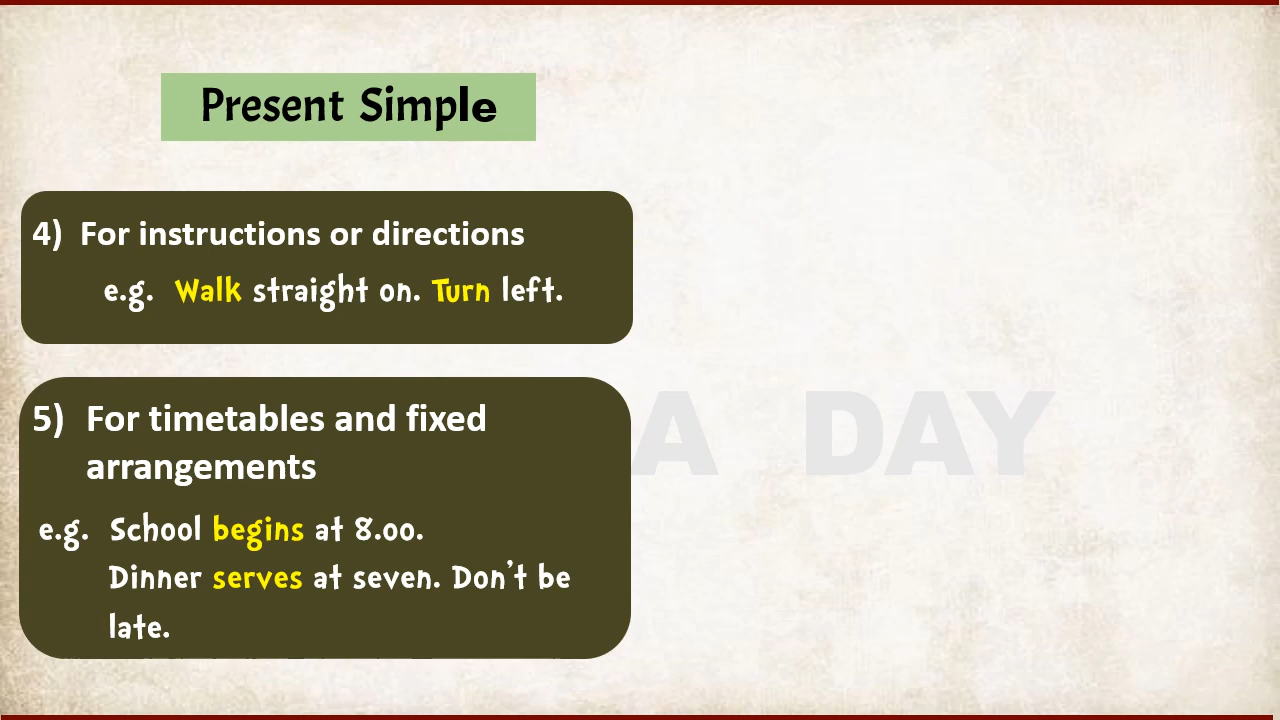 Present Simple
4) For instructions or directions
e.g. Walk straight on. Turn left.
5) For timetables and fixed
arrangements
e.g. School begins at 8.00.
Dinner serves at seven. Don't be
late.
A DAY